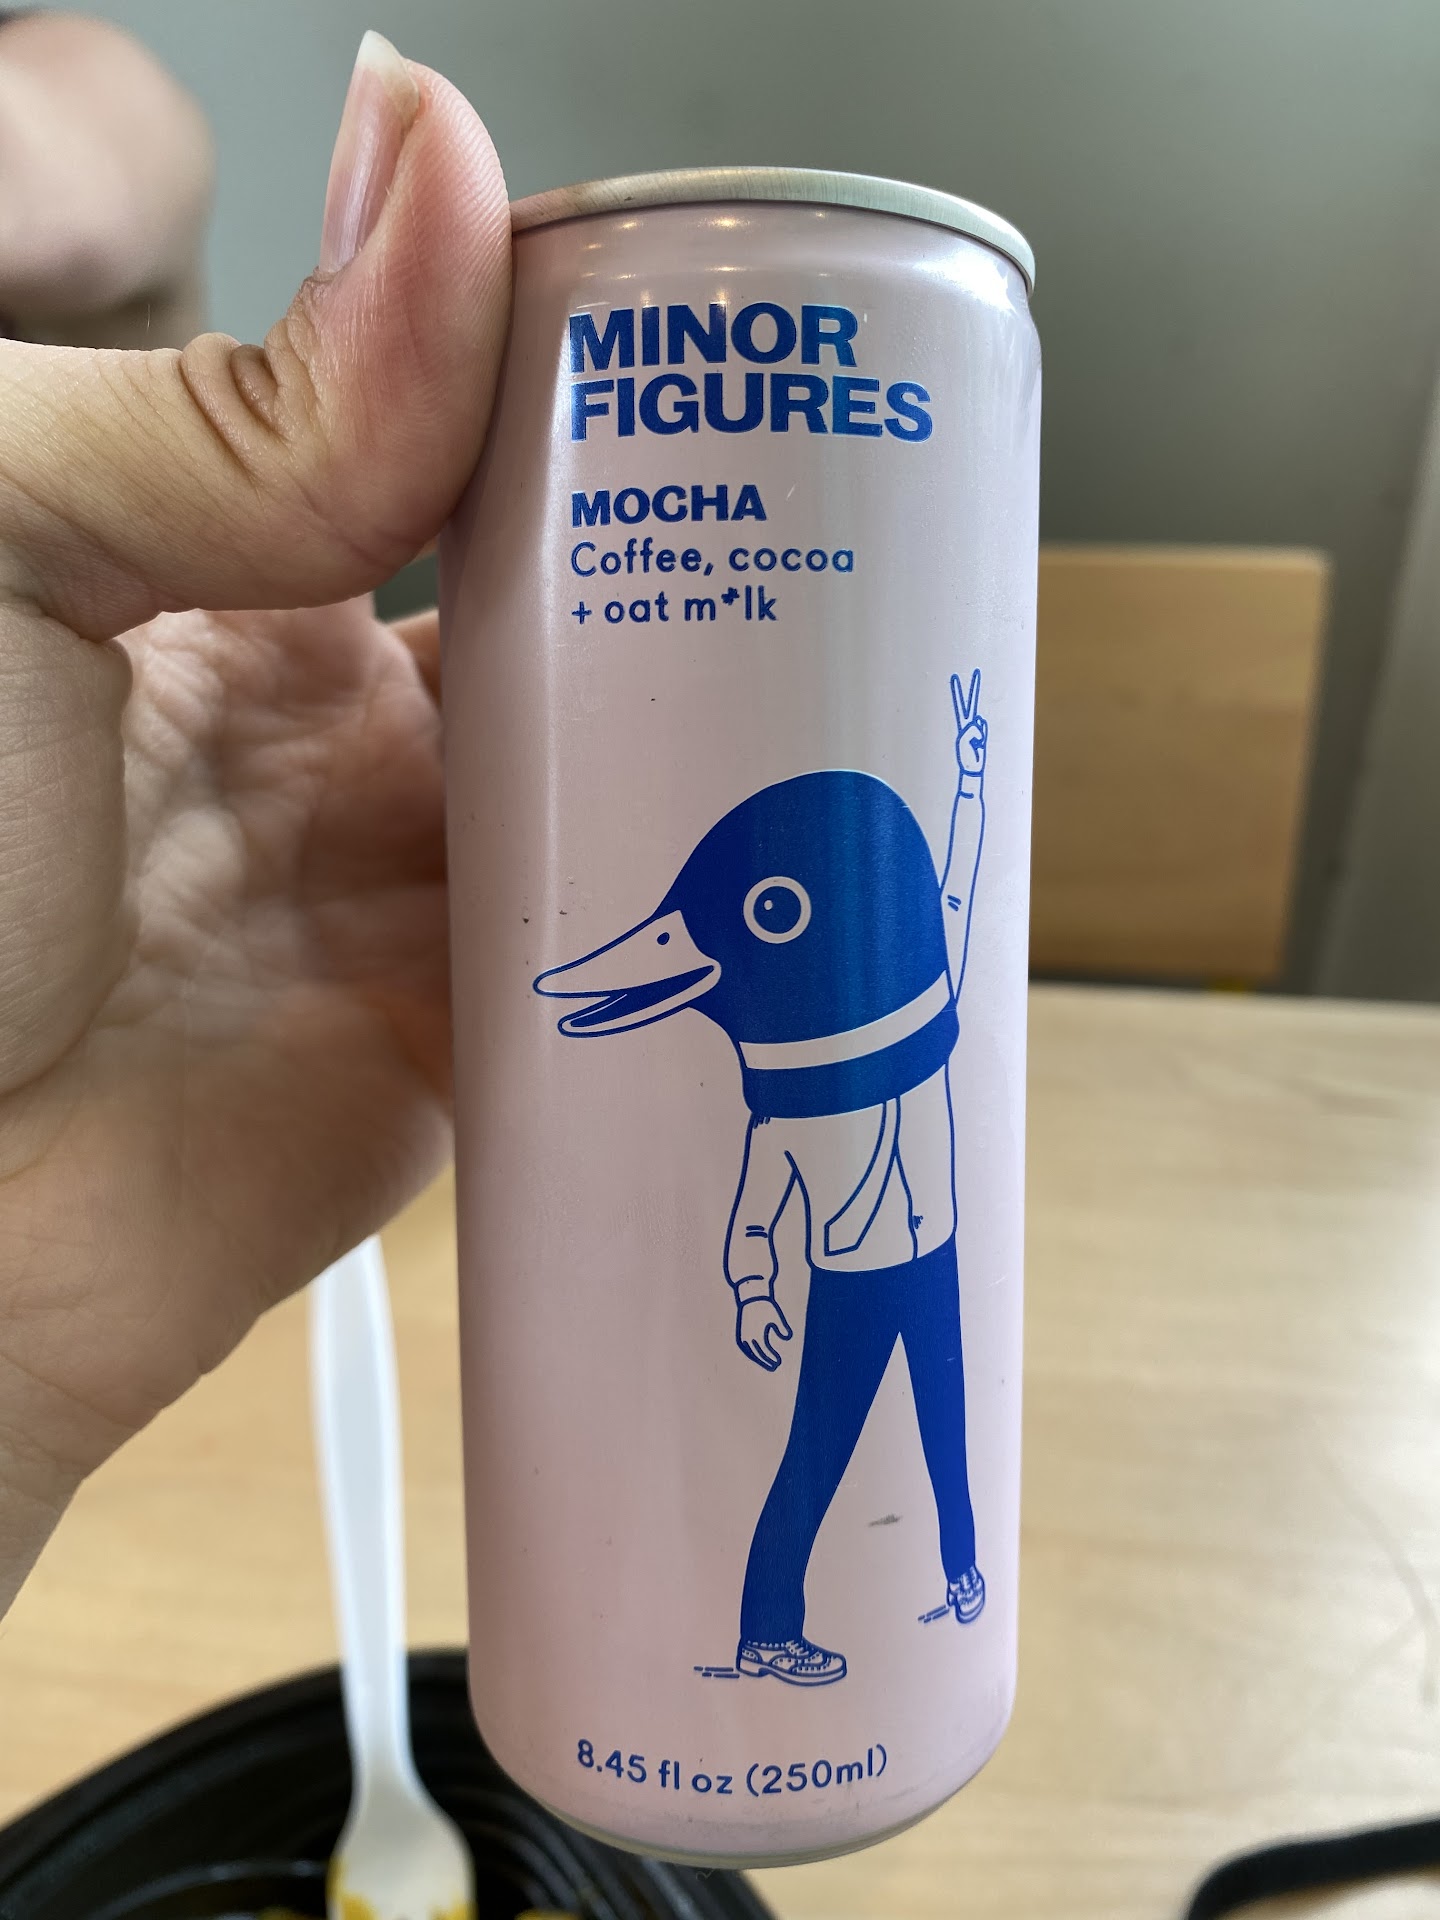 MINOR
FIGURES
MOCHA
Coffee, cocoa
+ oat m*lk
8.45 fl oz (250ml)